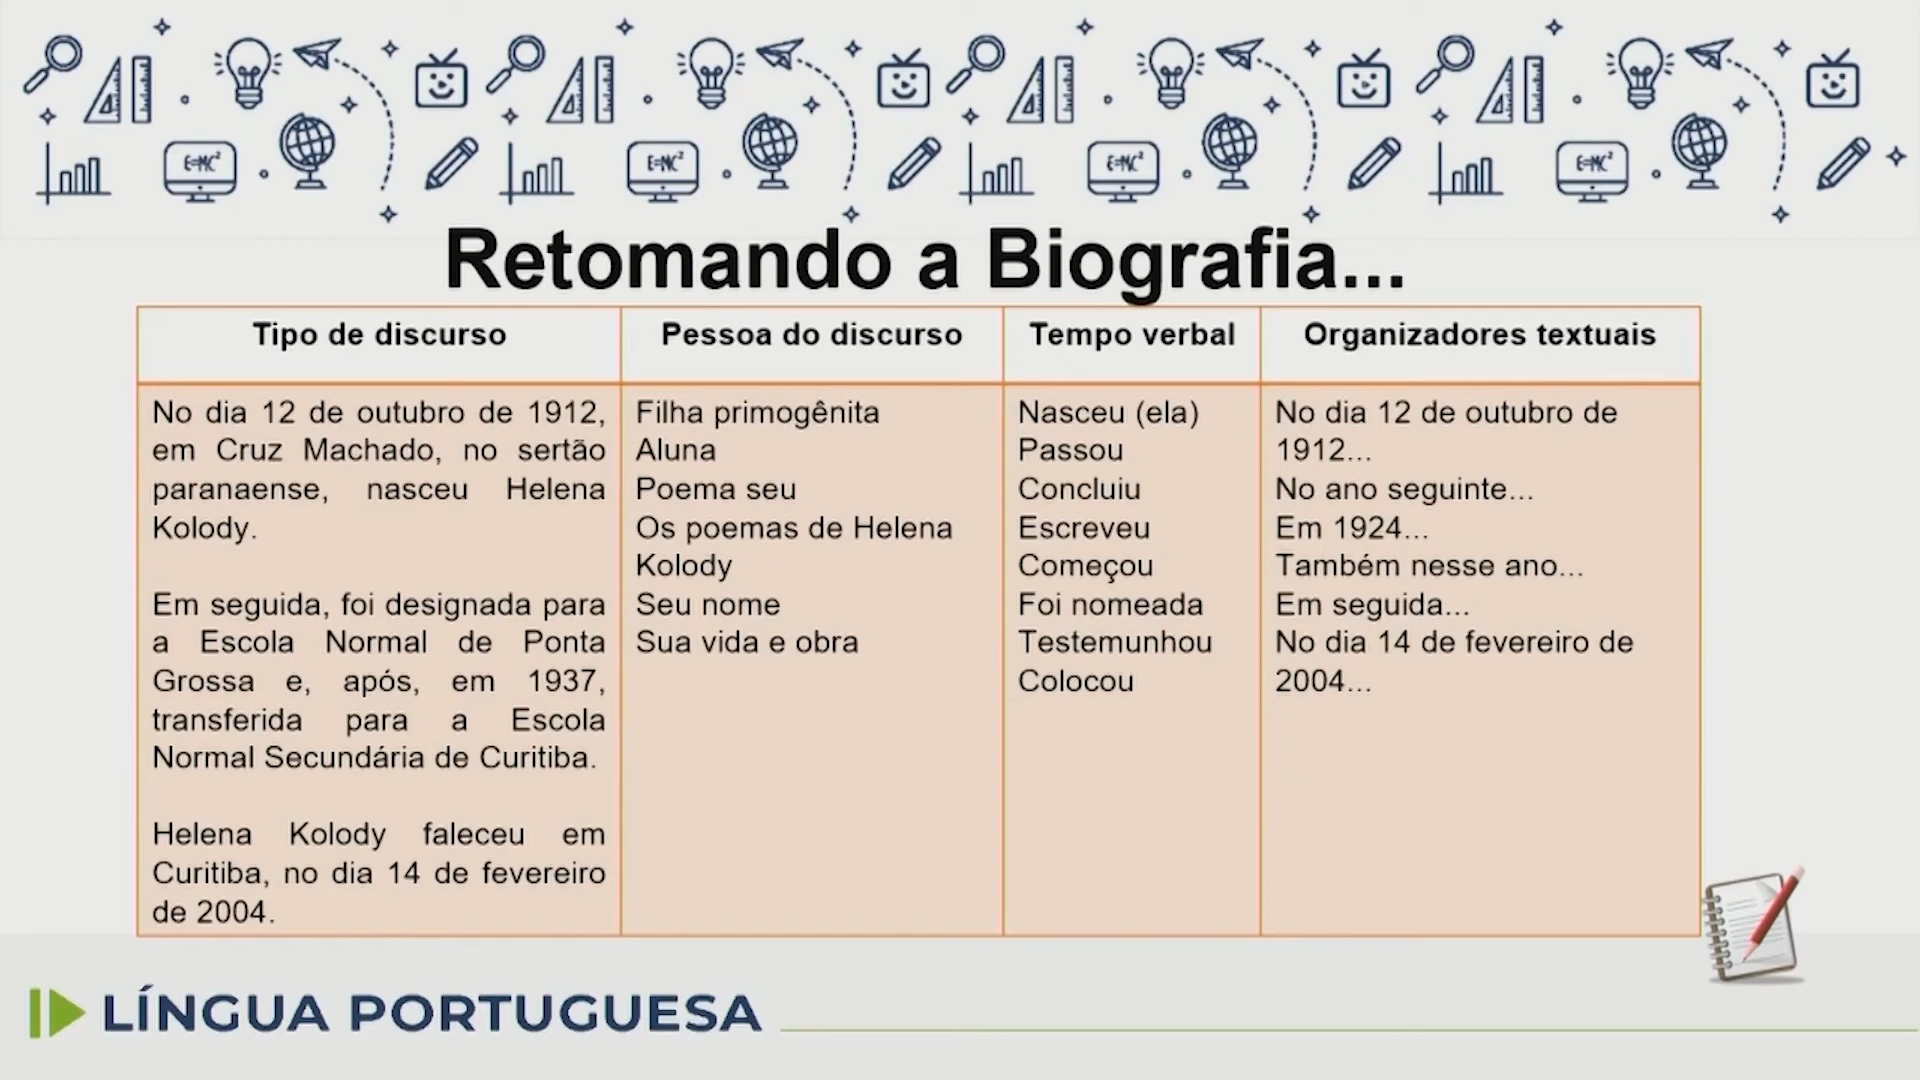 E=MC²
E=MC²
E=MC²
E=MC²
Retomando a Biografia...
Tipo de discurso
Pessoa do discurso
Tempo verbal
Organizadores textuais
No dia 12 de outubro de 1912,
em Cruz Machado, no sertão
paranaense, nasceu Helena
Kolody.
Em seguida, foi designada para
a Escola Normal de Ponta
Grossa e, após, em 1937,
transferida para a Escola
Normal Secundária de Curitiba.
Helena Kolody faleceu em
Curitiba, no dia 14 de fevereiro
de 2004.
Filha primogênita
Aluna
Poema seu
Os poemas de Helena
Kolody
Seu nome
Sua vida e obra
Nasceu (ela)
Passou
Concluiu
Escreveu
Começou
Foi nomeada
Testemunhou
Colocou
No dia 12 de outubro de
1912...
No ano seguinte...
Em 1924...
Também nesse ano...
Em seguida...
No dia 14 de fevereiro de
2004...
LÍNGUA PORTUGUESA